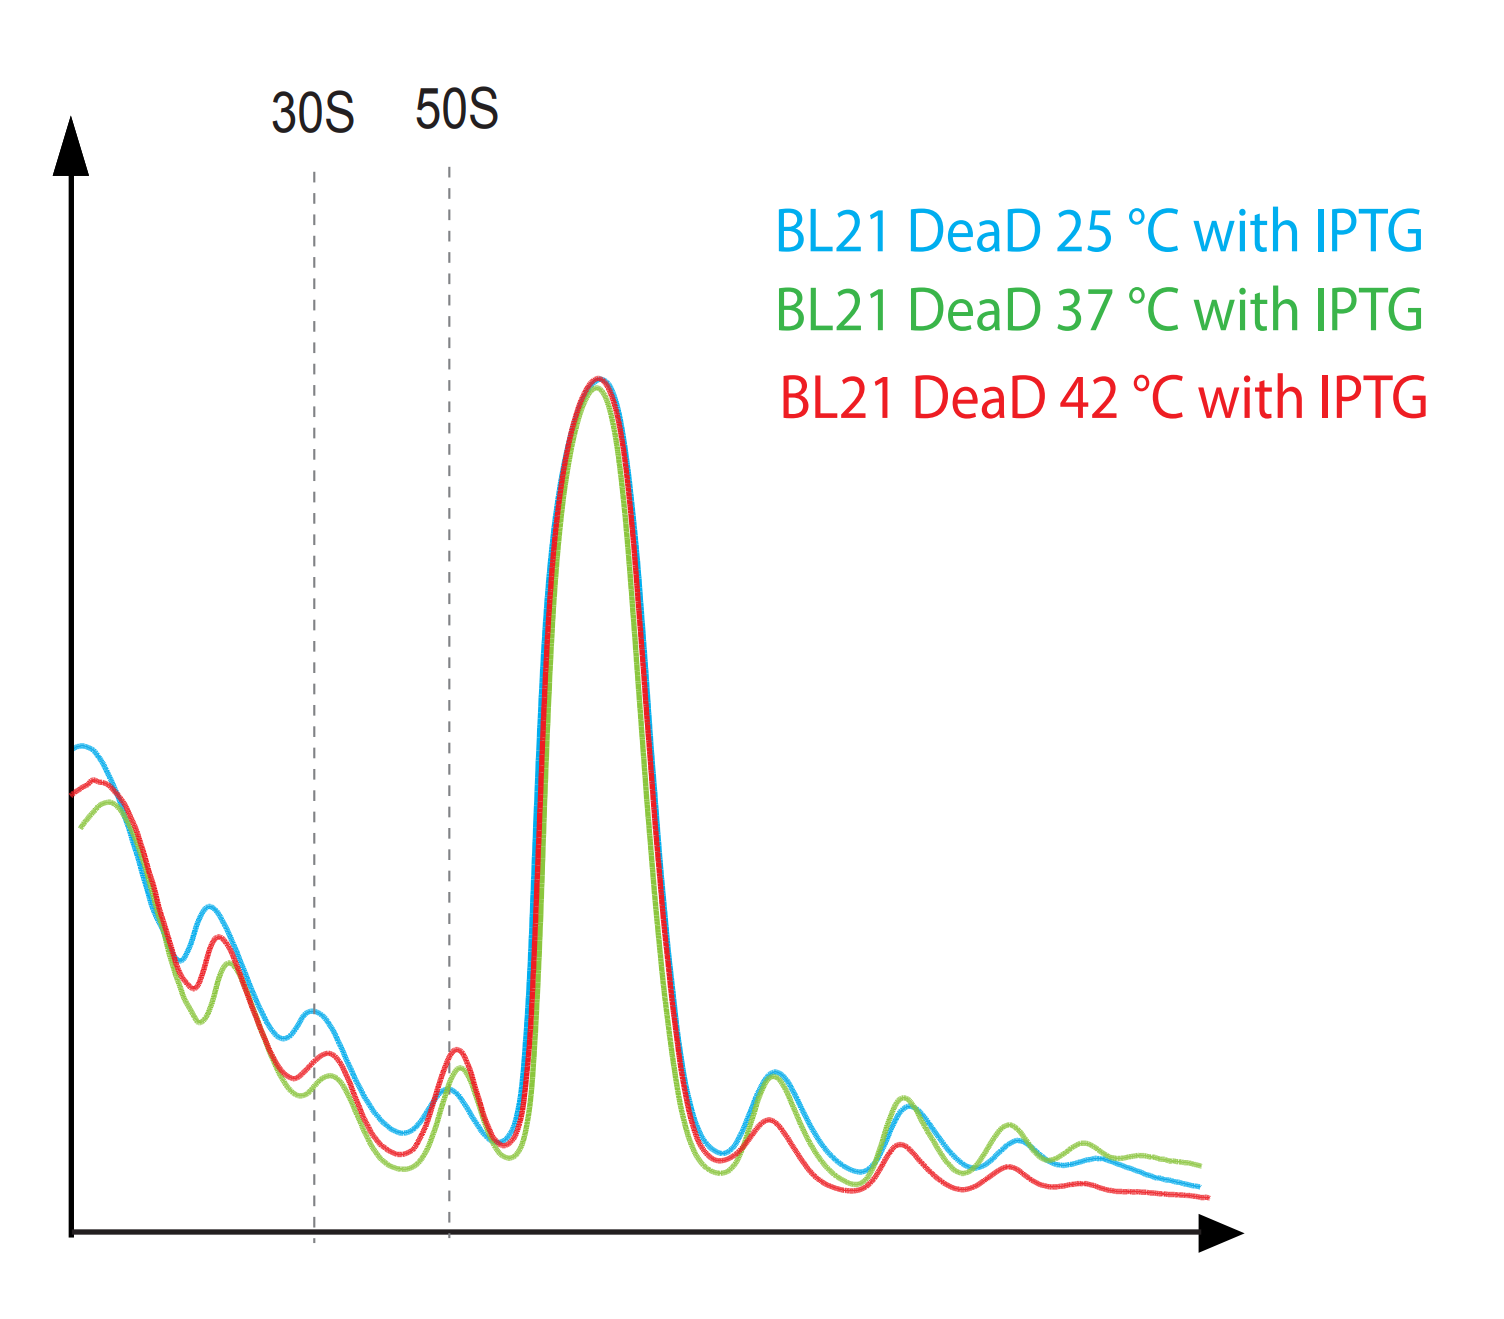 30S 50S
BL21 DeaD 25 °C with IPTG
BL21 DeaD 37 °C with IPTG
BL21 DeaD 42 °C with IPTG